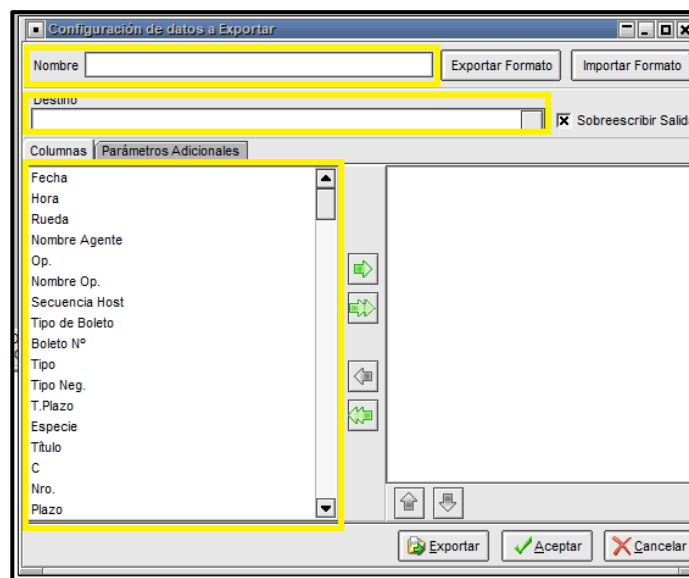 Configuración de datos a Exportar
Nombre
Exportar Formato
Importar Formato
Destino
Sobreescribir Salid
Columnas
Parámetros Adicionales
Fecha
Hora
Rueda
Nombre Agente
Op.
Nombre Op.
Secuencia Host
Tipo de Boleto
Boleto Nº
Tipo
Tipo Neg.
T.Plazo
Especie
Título
C
Nro.
Plazo
Exportar
Aceptar
Cancelar